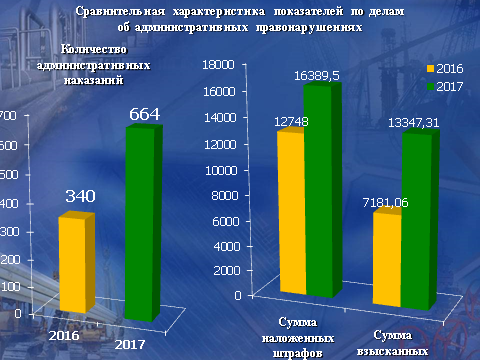 Сравнительная характеристика показателей по делам
об административных правонарушениях
Количество
административных
наказаний
700
600
500
400
300
200
100
0
340
664
2016
2017
18000
16000
14000
12000
10000
8000
6000
4000
2000
0
12748
16389,5
7181,06
13347,31
2016
2017
Сумма
наложенных
штрафов
Сумма
взысканных